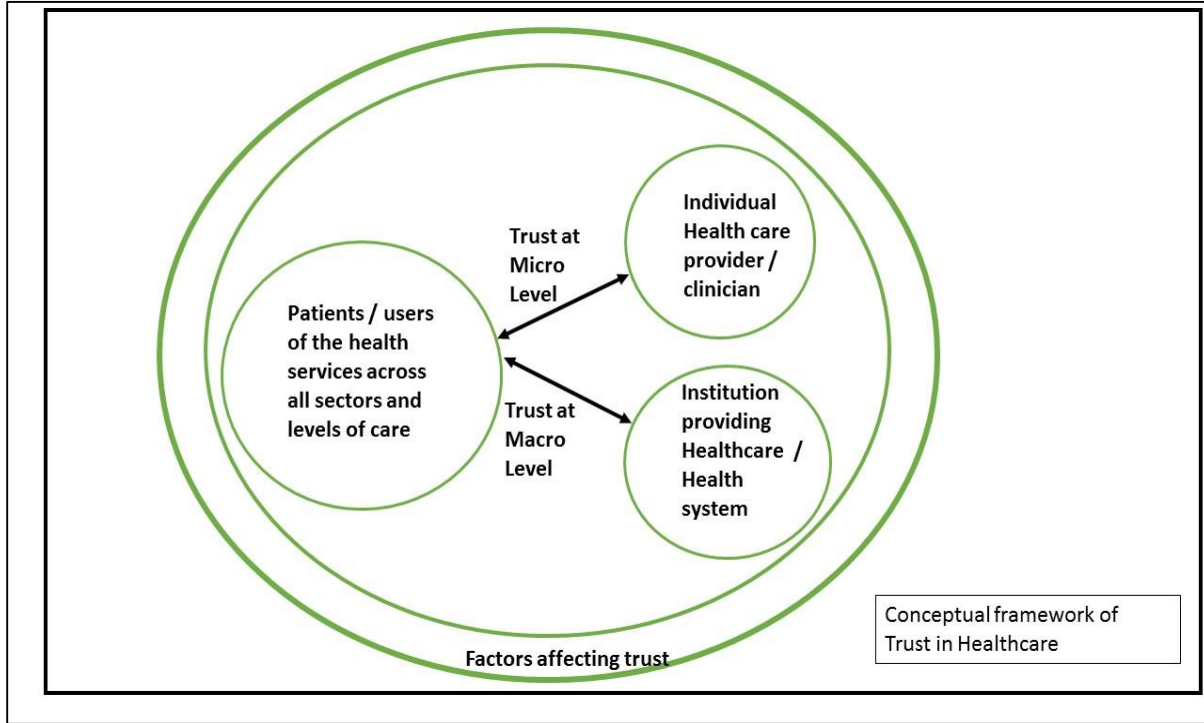 Individual
Health care
provider /
clinician
Trust at
Micro
Level
Patients / users
of the health
services across
all sectors and
levels of care
Trust at
Macro
Level
Institution
providing
Healthcare /
Health
system
Factors affecting trust
Conceptual framework of
Trust in Healthcare